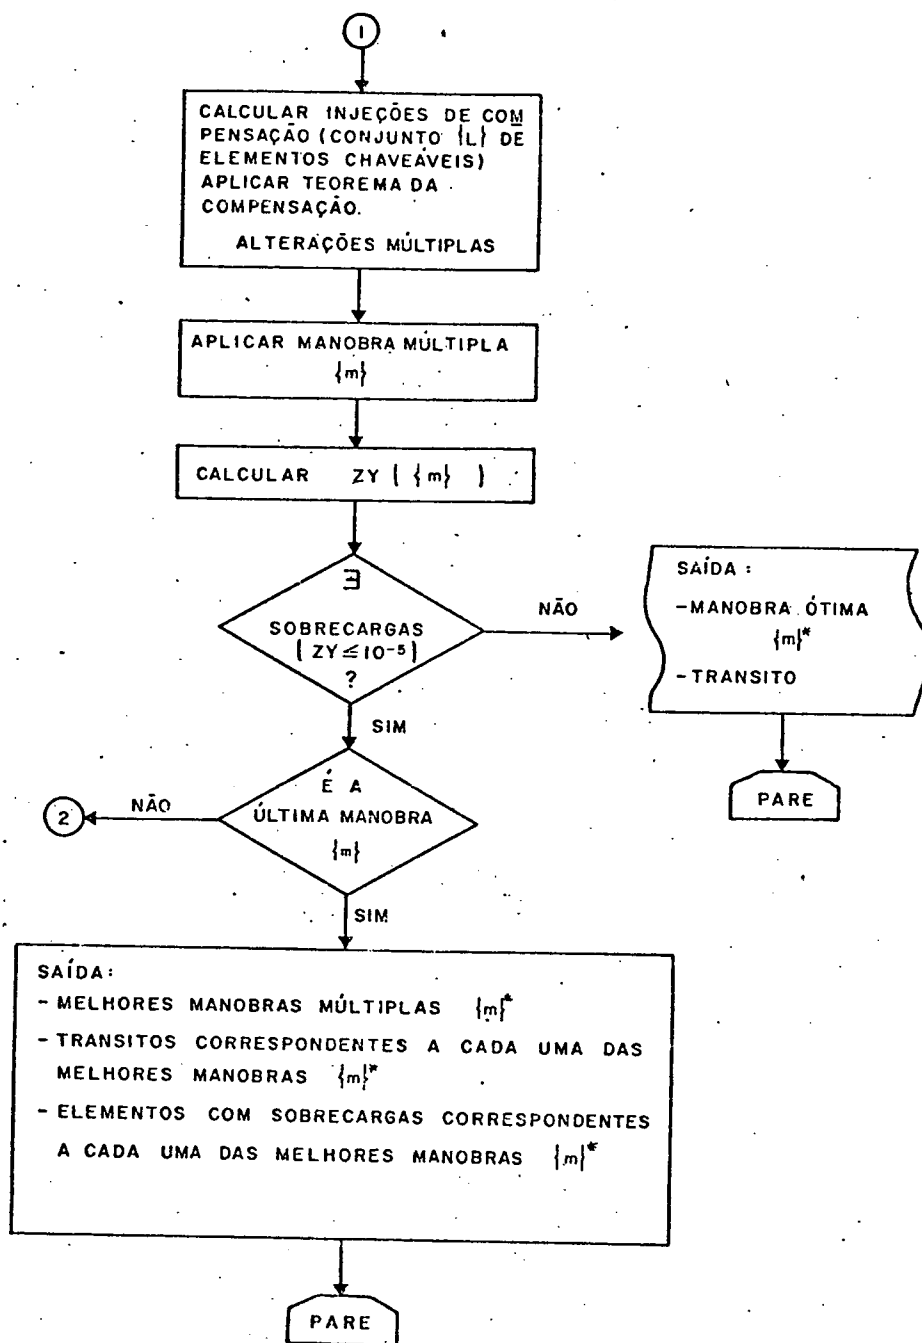 1
CALCULAR INJEÇÕES DE COM
PENSAÇÃO (CONJUNTO {L} DE
ELEMENTOS CHAVEÁVEIS)
APLICAR TEOREMA DA
COMPENSAÇÃO.
ALTERAÇÕES MÚLTIPLAS
APLICAR MANOBRA MÚLTIPLA
{m}
CALCULAR ZY ( {m} )
∃
SOBRECARGAS
( ZY ≤ 10⁻⁵ )
?
NÃO
SAÍDA :
-MANOBRA ÓTIMA
{m}*
-TRANSITO
PARE
SIM
É A
ÚLTIMA MANOBRA
{m}
NÃO
2
SIM
SAÍDA:
- MELHORES MANOBRAS MÚLTIPLAS {m}*
- TRANSITOS CORRESPONDENTES A CADA UMA DAS
MELHORES MANOBRAS {m}*
- ELEMENTOS COM SOBRECARGAS CORRESPONDENTES
A CADA UMA DAS MELHORES MANOBRAS {m}*
PARE